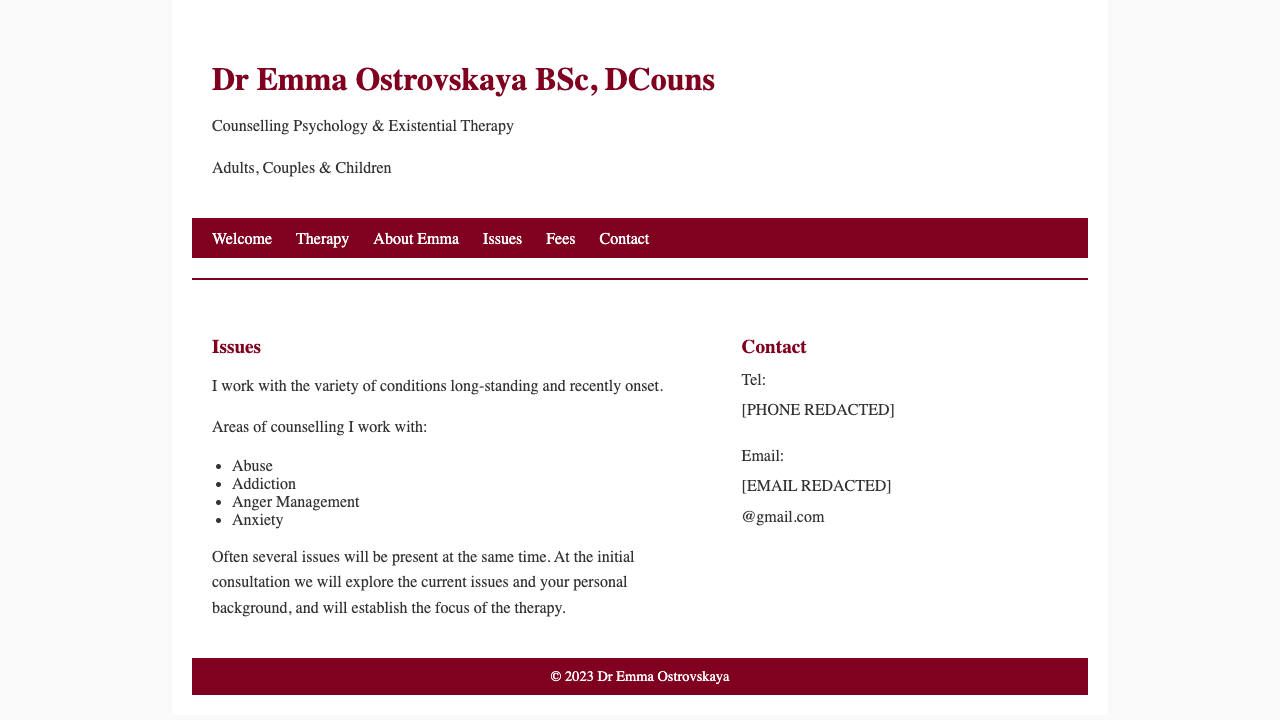 Dr Emma Ostrovskaya BSc, DCouns
Counselling Psychology & Existential Therapy
Adults, Couples & Children
Welcome Therapy About Emma Issues Fees Contact
Issues
I work with the variety of conditions long-standing and recently onset.
Areas of counselling I work with:
• Abuse
• Addiction
• Anger Management
• Anxiety
Often several issues will be present at the same time. At the initial
consultation we will explore the current issues and your personal
background, and will establish the focus of the therapy.
Contact
Tel:
[PHONE REDACTED]
Email:
[EMAIL REDACTED]
@gmail.com
© 2023 Dr Emma Ostrovskaya